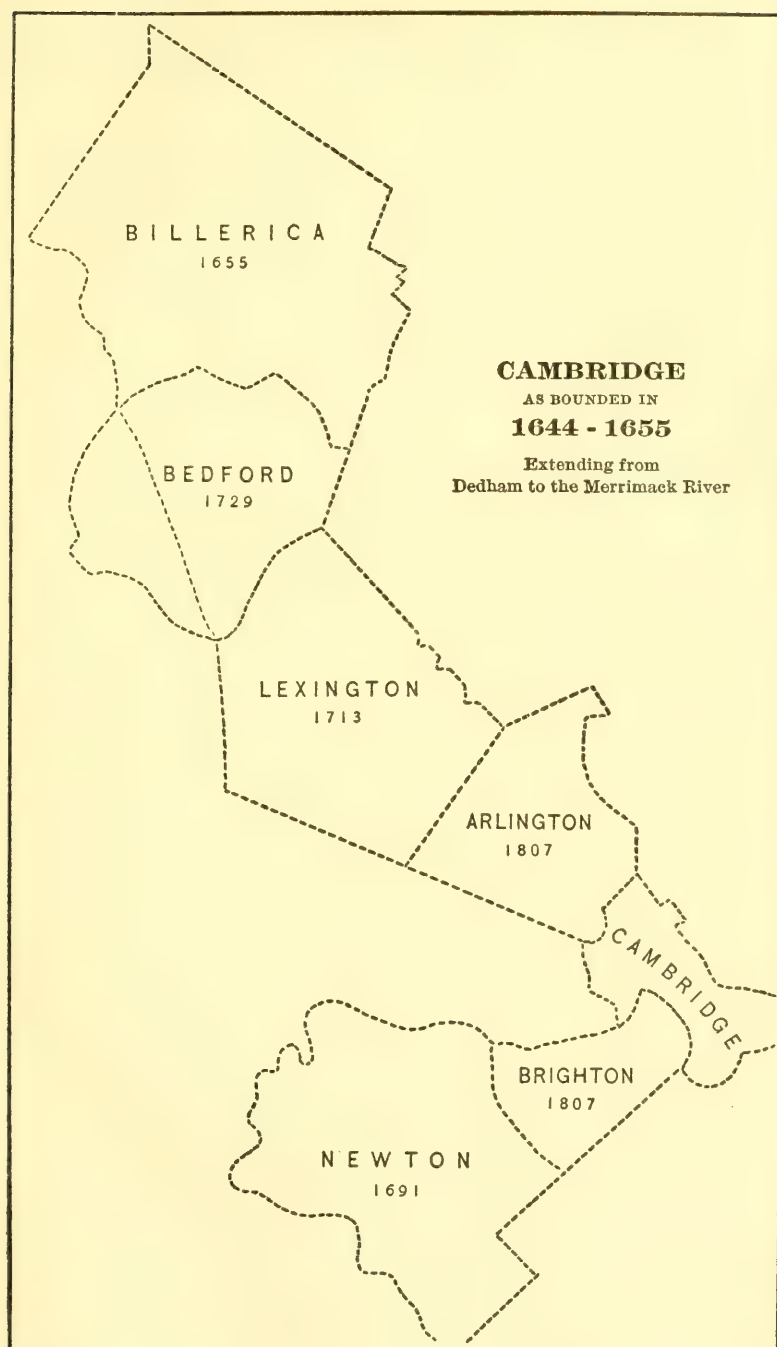 BILLERICA
1655
CAMBRIDGE
AS BOUNDED IN
1644 - 1655
Extending from
Dedham to the Merrimack River
BEDFORD
1729
LEXINGTON
1713
ARLINGTON
1807
CAMBRIDGE
BRIGHTON
1807
NEWTON
1691